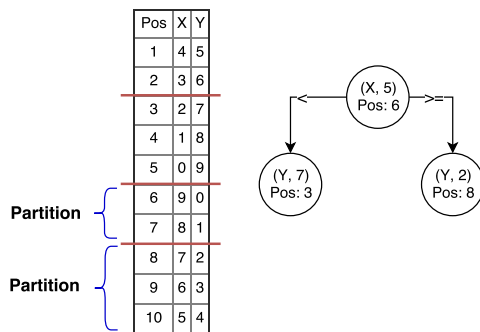 Pos X Y
1 4 5
2 3 6
3 2 7
4 1 8
5 0 9
6 9 0
7 8 1
8 7 2
9 6 3
10 5 4
Partition
Partition
(X, 5)
Pos: 6
<
>=
(Y, 7)
Pos: 3
(Y, 2)
Pos: 8